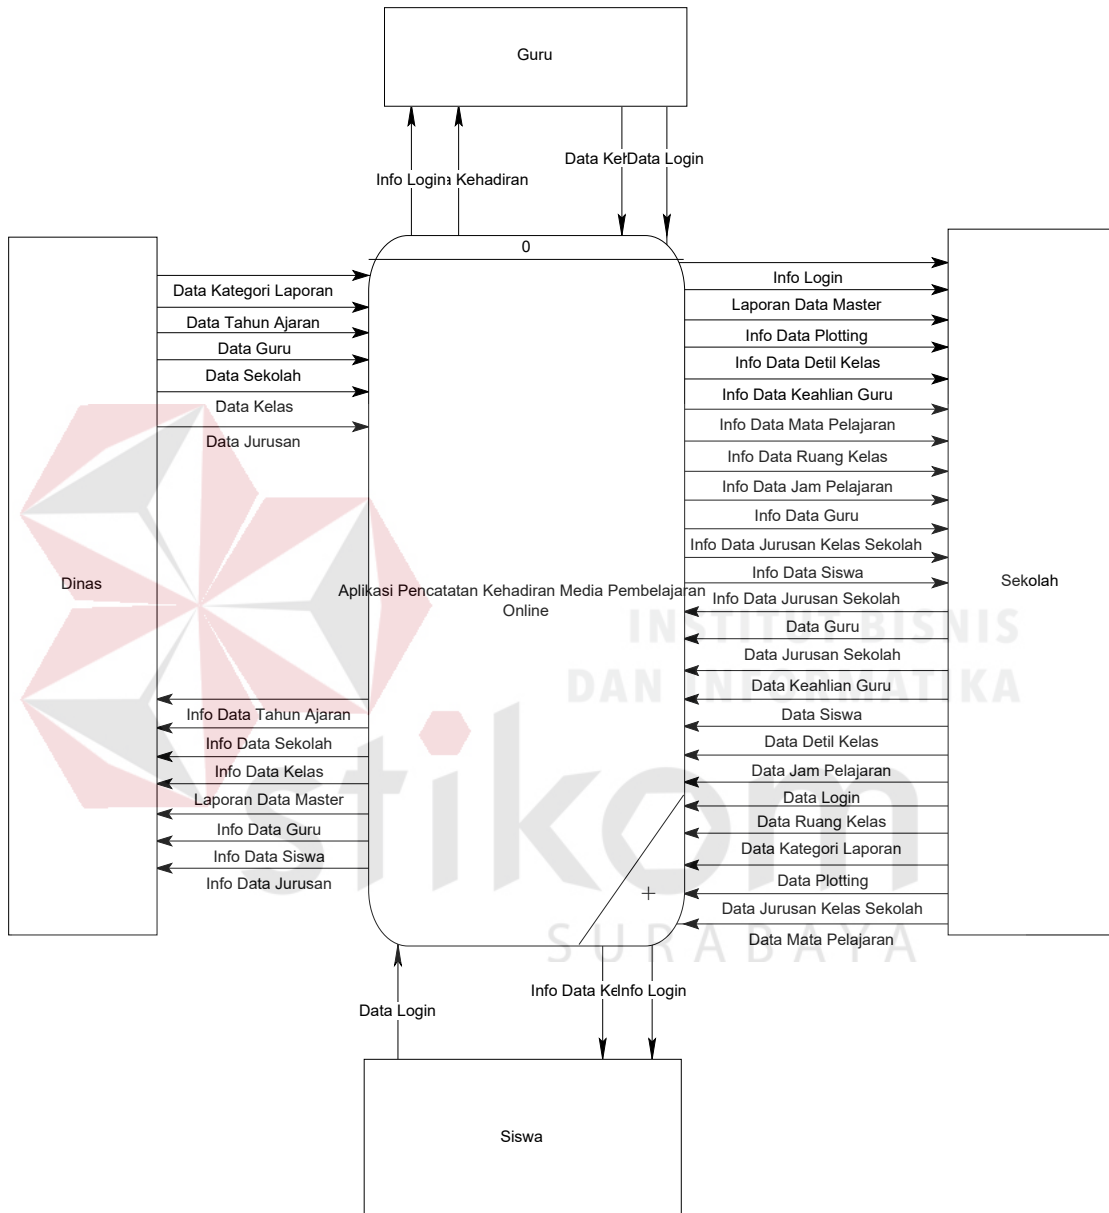 Guru
Info Login
Kehadiran
Data Keh
Data Login
0
Data Kategori Laporan
Data Tahun Ajaran
Data Guru
Data Sekolah
Data Kelas
Data Jurusan
Dinas
Aplikasi Pencatatan Kehadiran Media Pembelajaran
Online
Info Login
Laporan Data Master
Info Data Plotting
Info Data Detil Kelas
Info Data Keahlian Guru
Info Data Mata Pelajaran
Info Data Ruang Kelas
Info Data Jam Pelajaran
Info Data Guru
Info Data Jurusan Kelas Sekolah
Info Data Siswa
Info Data Jurusan Sekolah
Data Guru
Data Jurusan Sekolah
Data Keahlian Guru
Data Siswa
Data Detil Kelas
Data Jam Pelajaran
Data Login
Data Ruang Kelas
Data Kategori Laporan
Data Plotting
Data Jurusan Kelas Sekolah
Data Mata Pelajaran
Sekolah
Info Data Tahun Ajaran
Info Data Sekolah
Info Data Kelas
Laporan Data Master
Info Data Guru
Info Data Siswa
Info Data Jurusan
INSTITUT BISNIS
DAN INFORMATIKA
stikom
SURABAYA
Data Login
Info Data Ke
Info Login
Siswa